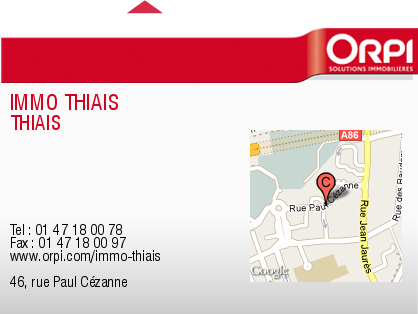 ORPI
SOLUTIONS IMMOBILIÈRES
IMMO THIAIS
THIAIS
Tel : 01 47 18 00 78
Fax : 01 47 18 00 97
www.orpi.com/immo-thiais
46, rue Paul Cézanne
A86
C
Rue Paul Cézanne
Rue Jean Jaurès
Rue des Baudemons
Google